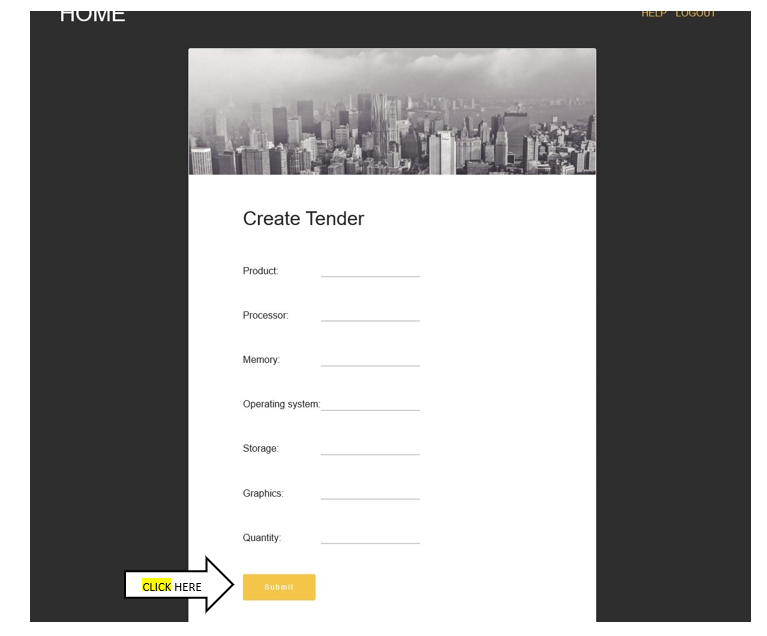 HOME
HELP LOGOUT
Create Tender
Product:
Processor:
Memory:
Operating system:
Storage:
Graphics:
Quantity:
CLICK HERE
Submit